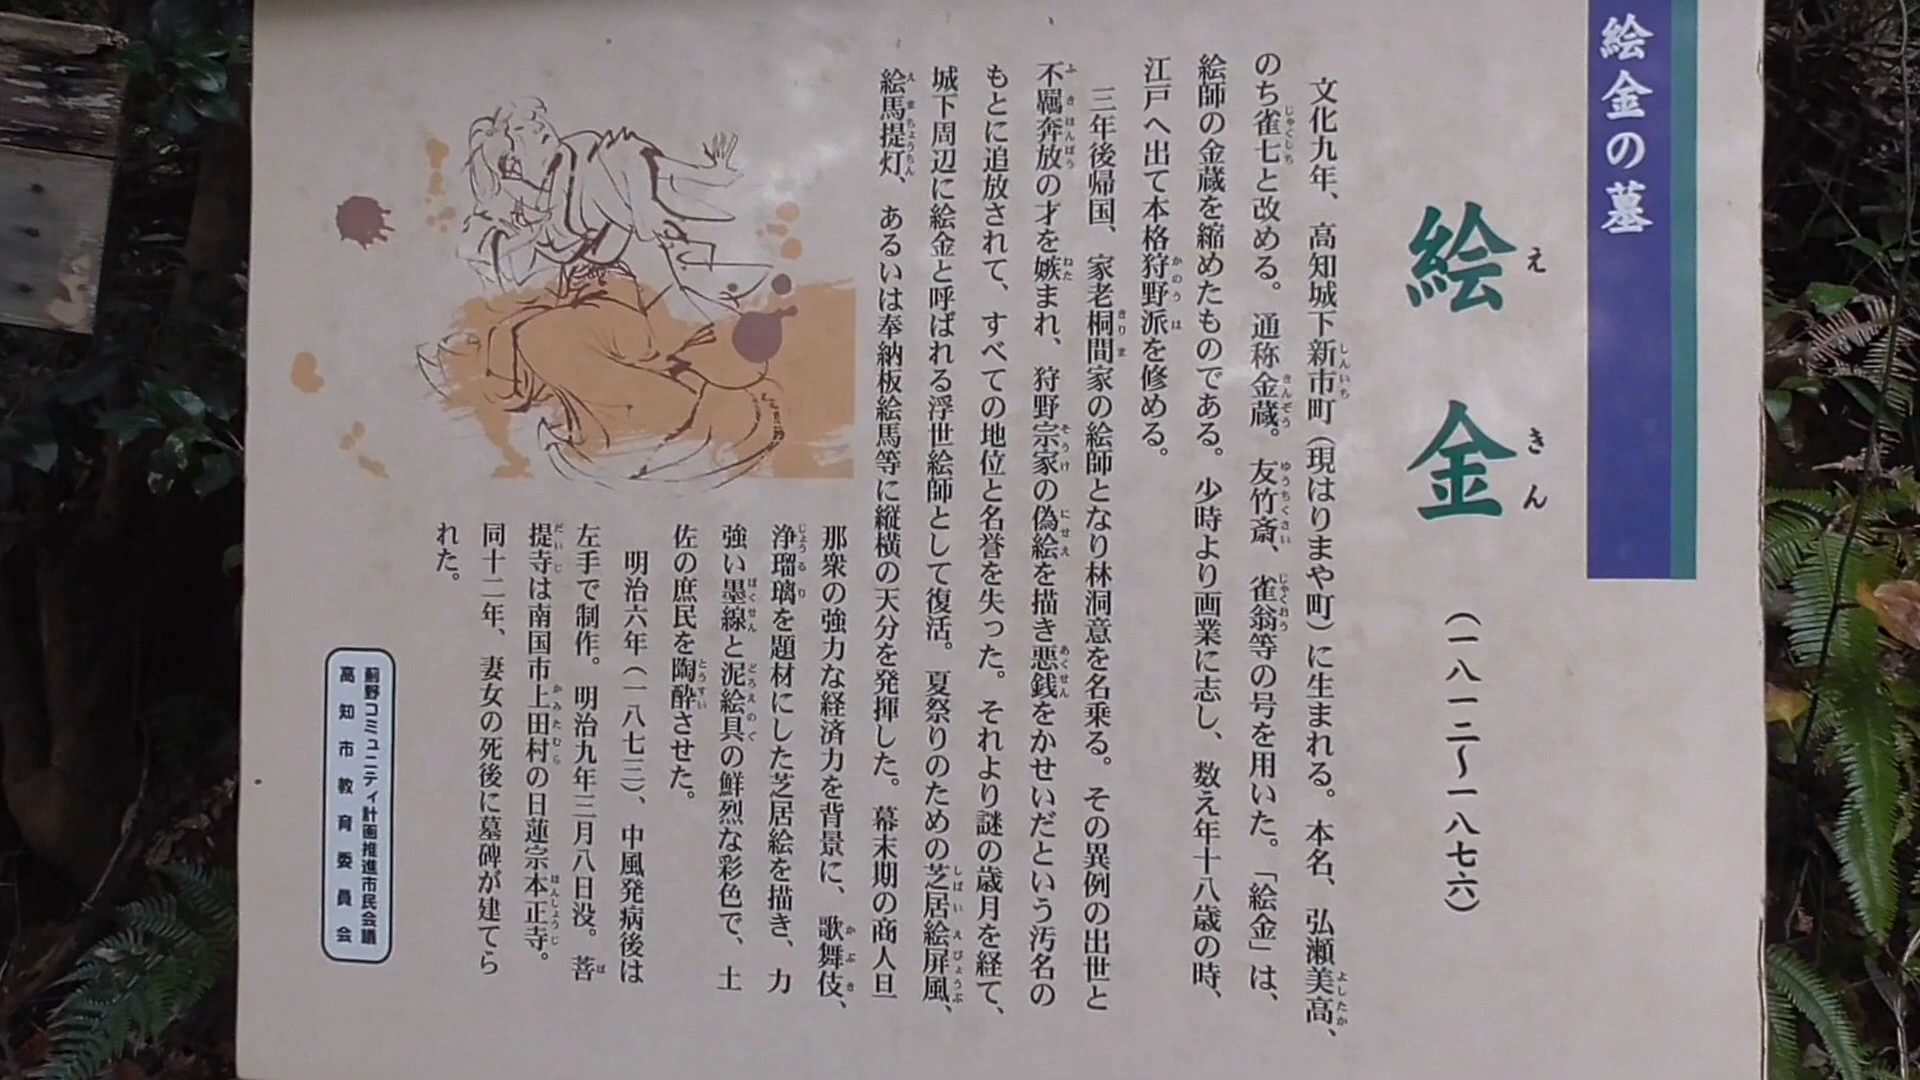 絵金の墓
絵金
えきん
(一八一二〜一八七六)
文化九年、高知城下新市町(現はりまや町)に生まれる。本名、弘瀬美高、
のち雀七と改める。通称金蔵。友竹斎、雀翁等の号を用いた。「絵金」は、
絵師の金蔵を縮めたものである。少時より画業に志し、数え年十八歳の時、
江戸へ出て本格狩野派を修める。
三年後帰国、家老桐間家の絵師となり林洞意を名乗る。その異例の出世と
不羈奔放の才を嫉まれ、狩野宗家の偽絵を描き悪銭をかせいだという汚名の
もとに追放されて、すべての地位と名誉を失った。それより謎の歳月を経て、
城下周辺に絵金と呼ばれる浮世絵師として復活。夏祭りのための芝居絵屏風、
絵馬提灯、あるいは奉納板絵馬等に縦横の天分を発揮した。幕末期の商人旦
那衆の強力な経済力を背景に、歌舞伎、
浄瑠璃を題材にした芝居絵を描き、力
強い墨線と泥絵具の鮮烈な彩色で、土
佐の庶民を陶酔させた。
明治六年(一八七三)、中風発病後は
左手で制作。明治九年三月八日没。菩
提寺は南国市上田村の日蓮宗本正寺。
同十二年、妻女の死後に墓碑が建てら
れた。
薊野コミュニティ計画推進市民会議
高知市教育委員会